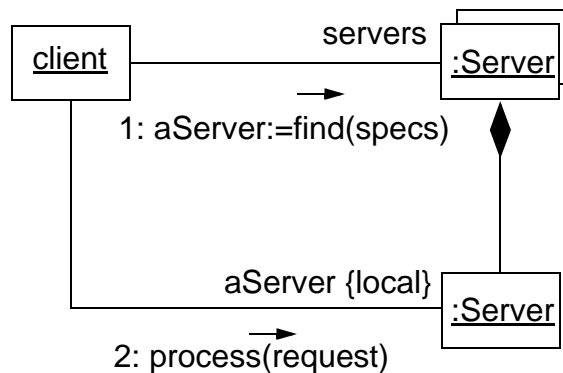 servers
client
:Server
1: aServer:=find(specs)
aServer {local}
:Server
2: process(request)